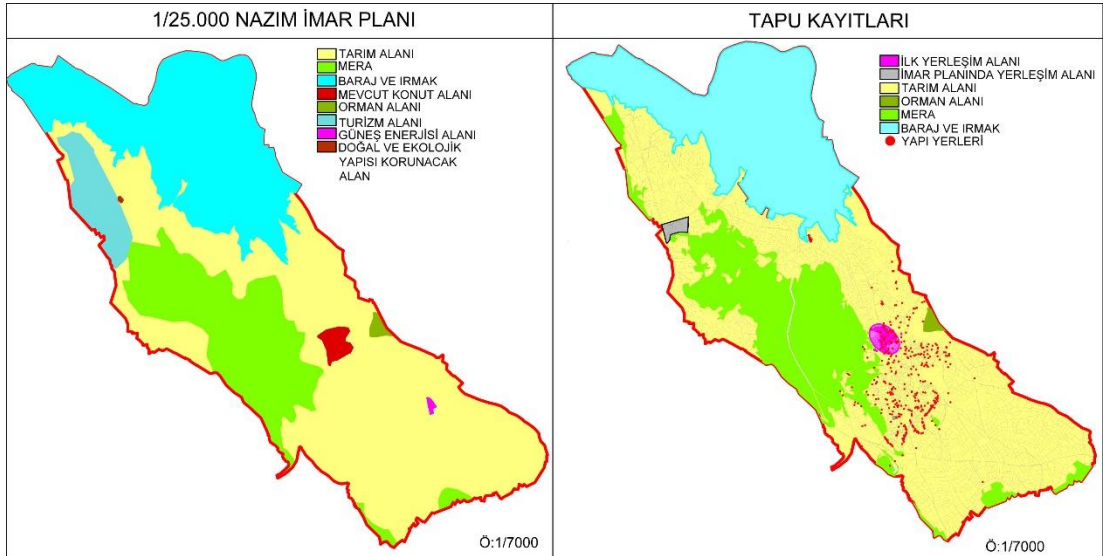 1/25.000 NAZIM İMAR PLANI
TARIM ALANI
MERA
BARAJ VE IRMAK
MEVCUT KONUT ALANI
ORMAN ALANI
TURİZM ALANI
GÜNEŞ ENERJİSİ ALANI
DOĞAL VE EKOLOJİK
YAPISI KORUNACAK
ALAN
Ö:1/7000
TAPU KAYITLARI
İLK YERLEŞİM ALANI
İMAR PLANINDA YERLEŞİM ALANI
TARIM ALANI
ORMAN ALANI
MERA
BARAJ VE IRMAK
YAPI YERLERİ
Ö:1/7000